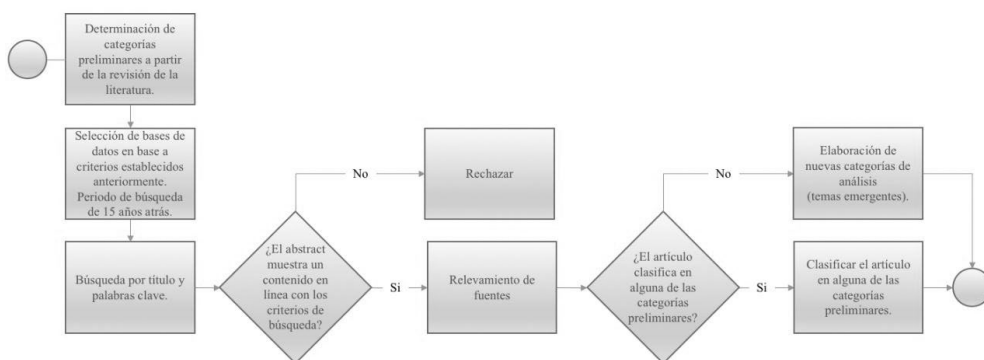 Determinación de
categorías
preliminares a partir
de la revisión de la
literatura.
Selección de bases de
datos en base a
criterios establecidos
anteriormente.
Periodo de búsqueda
de 15 años atrás.
Búsqueda por título y
palabras clave.
¿El abstract
muestra un
contenido en
línea con los
criterios de
búsqueda?
No
Rechazar
Si
Relevamiento de
fuentes
¿El artículo
clasifica en
alguna de las
categorías
preliminares?
No
Elaboración de
nuevas categorías de
análisis
(temas emergentes).
Si
Clasificar el artículo
en alguna de las
categorías
preliminares.